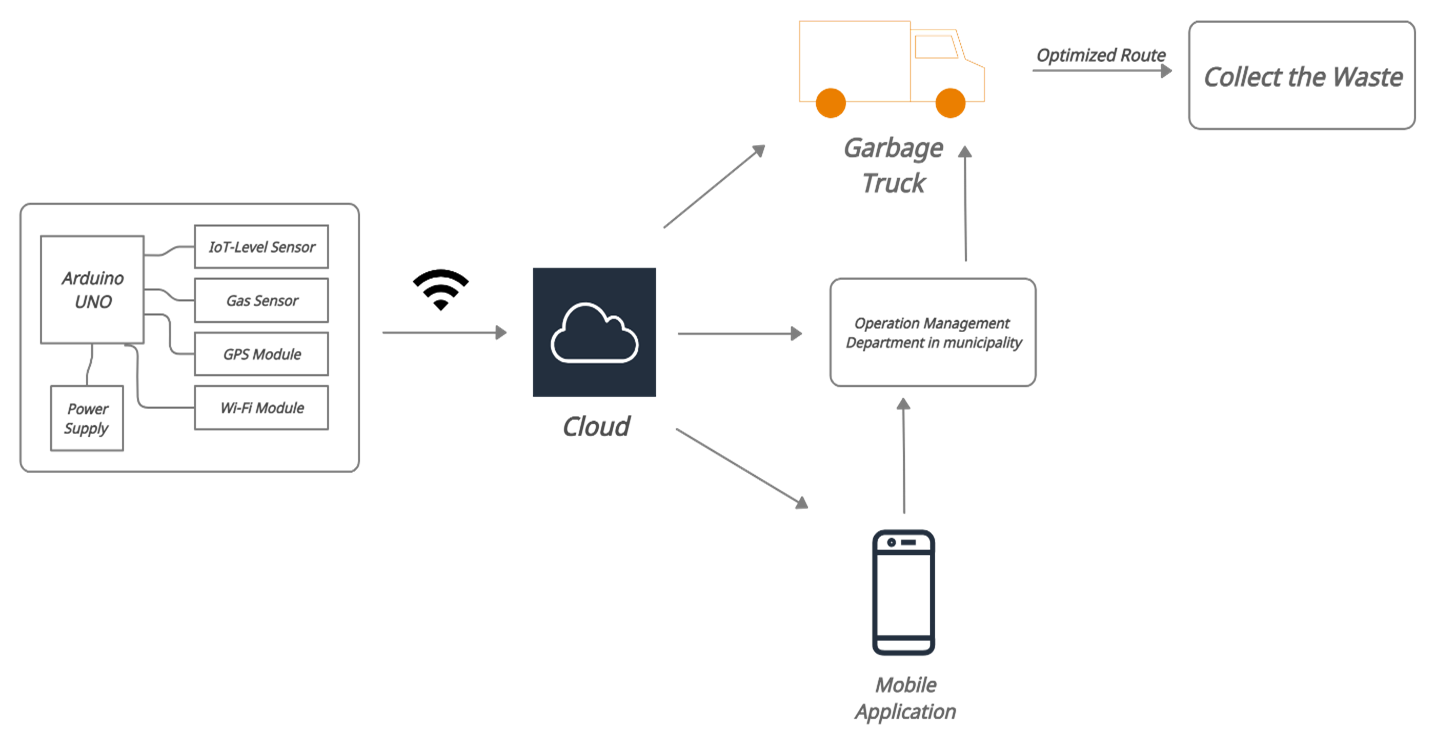 Optimized Route
Collect the Waste
Garbage
Truck
Arduino
UNO
IoT-Level Sensor
Gas Sensor
GPS Module
Wi-Fi Module
Power
Supply
Cloud
Operation Management
Department in municipality
Mobile
Application